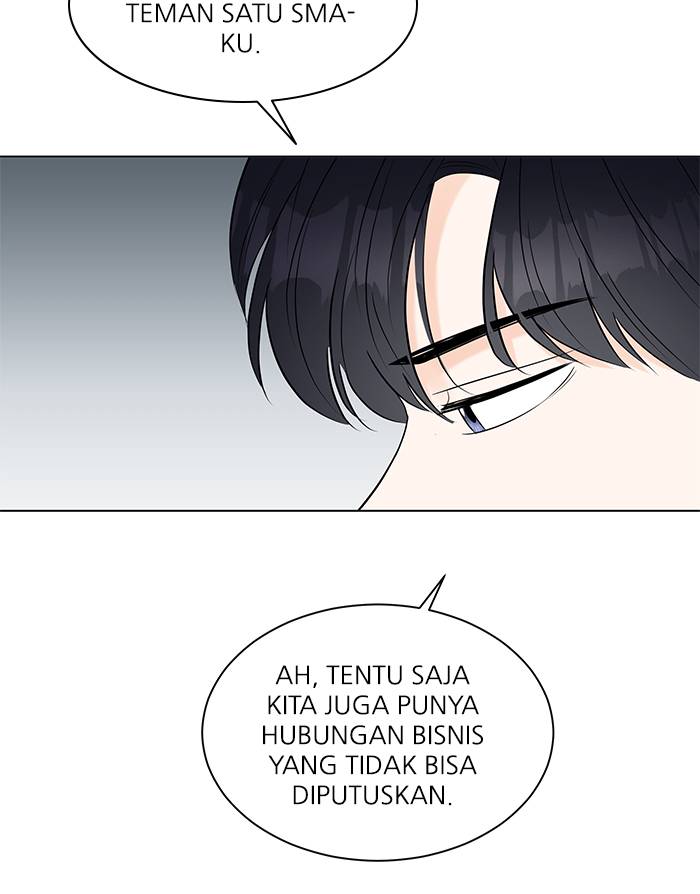 TEMAN SATU SMA-
KU.
AH, TENTU SAJA
KITA JUGA PUNYA
HUBUNGAN BISNIS
YANG TIDAK BISA
DIPUTUSKAN.